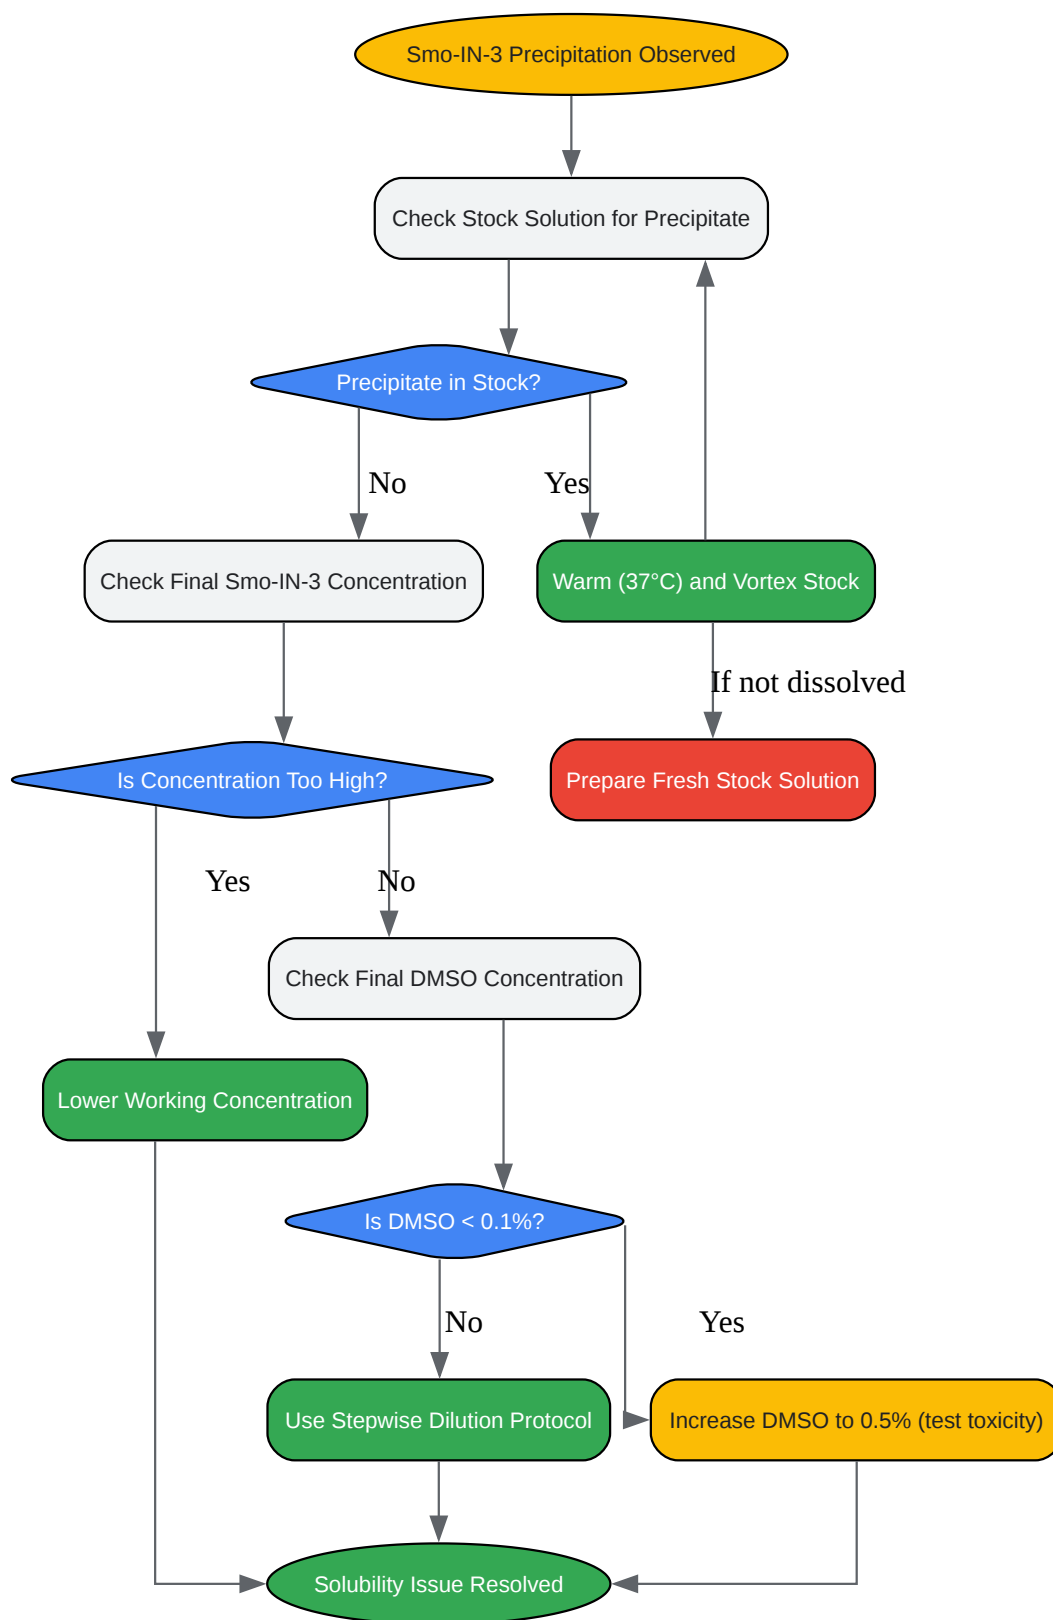 Smo-IN-3 Precipitation Observed
Check Stock Solution for Precipitate
Precipitate in Stock?
No
Yes
Check Final Smo-IN-3 Concentration
Warm (37°C) and Vortex Stock
If not dissolved
Is Concentration Too High?
Prepare Fresh Stock Solution
Yes
No
Check Final DMSO Concentration
Lower Working Concentration
Is DMSO < 0.1%?
No
Yes
Use Stepwise Dilution Protocol
Increase DMSO to 0.5% (test toxicity)
Solubility Issue Resolved